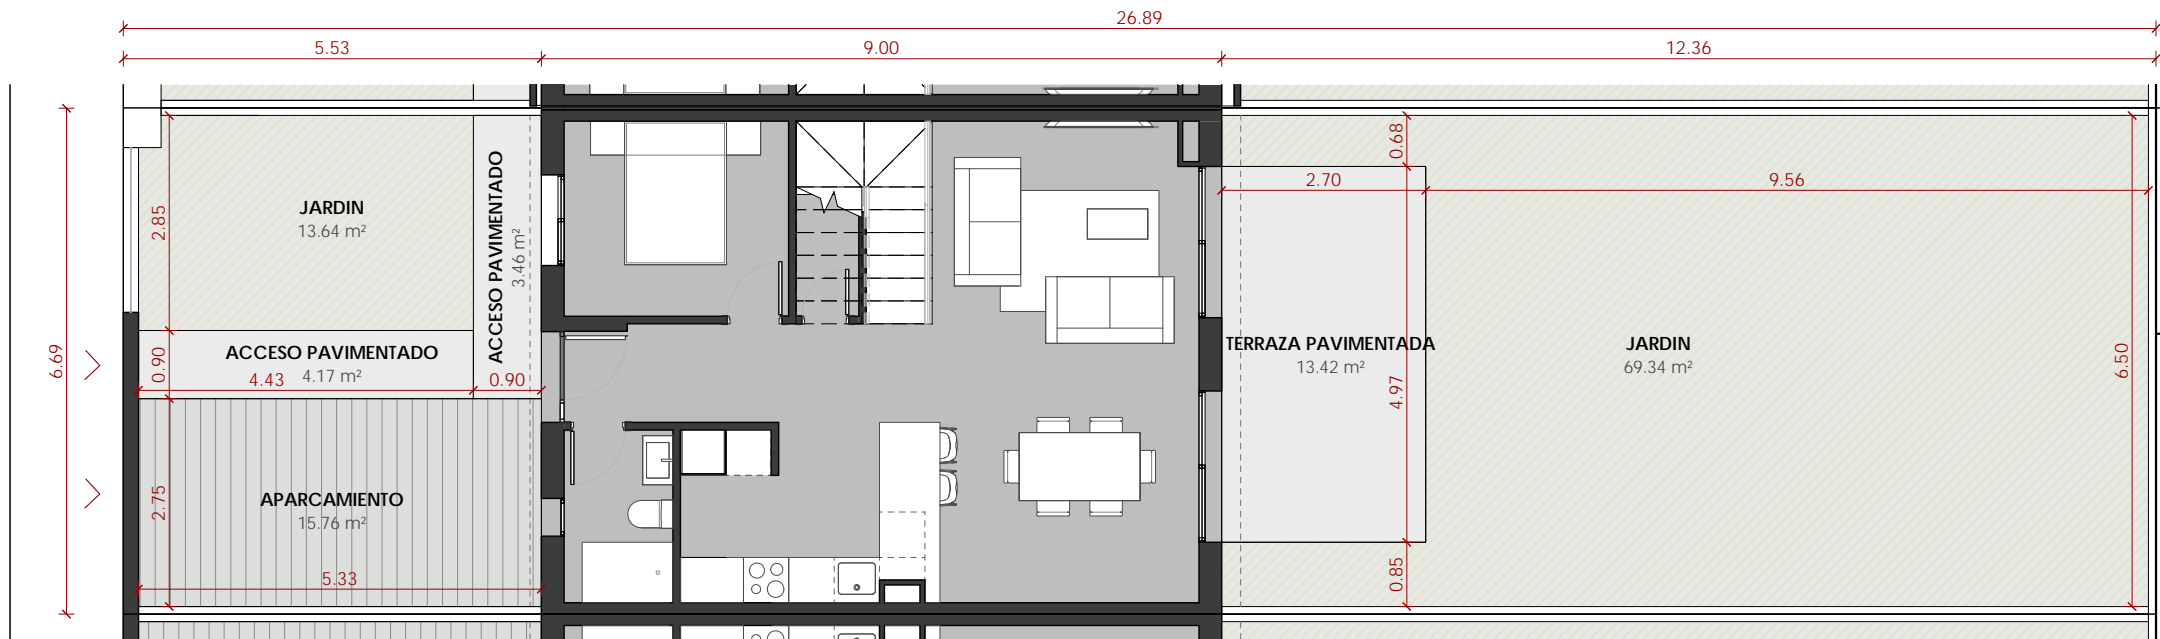 26.89
5.53
9.00
12.36
0.68
2.70
9.56
JARDIN
13.64 m²
2.85
ACCESO PAVIMENTADO
3.46 m²
ACCESO PAVIMENTADO
4.17 m²
0.90
4.43
0.90
6.69
TERRAZA PAVIMENTADA
13.42 m²
4.97
JARDIN
69.34 m²
6.50
APARCAMIENTO
15.76 m²
2.75
5.33
0.85